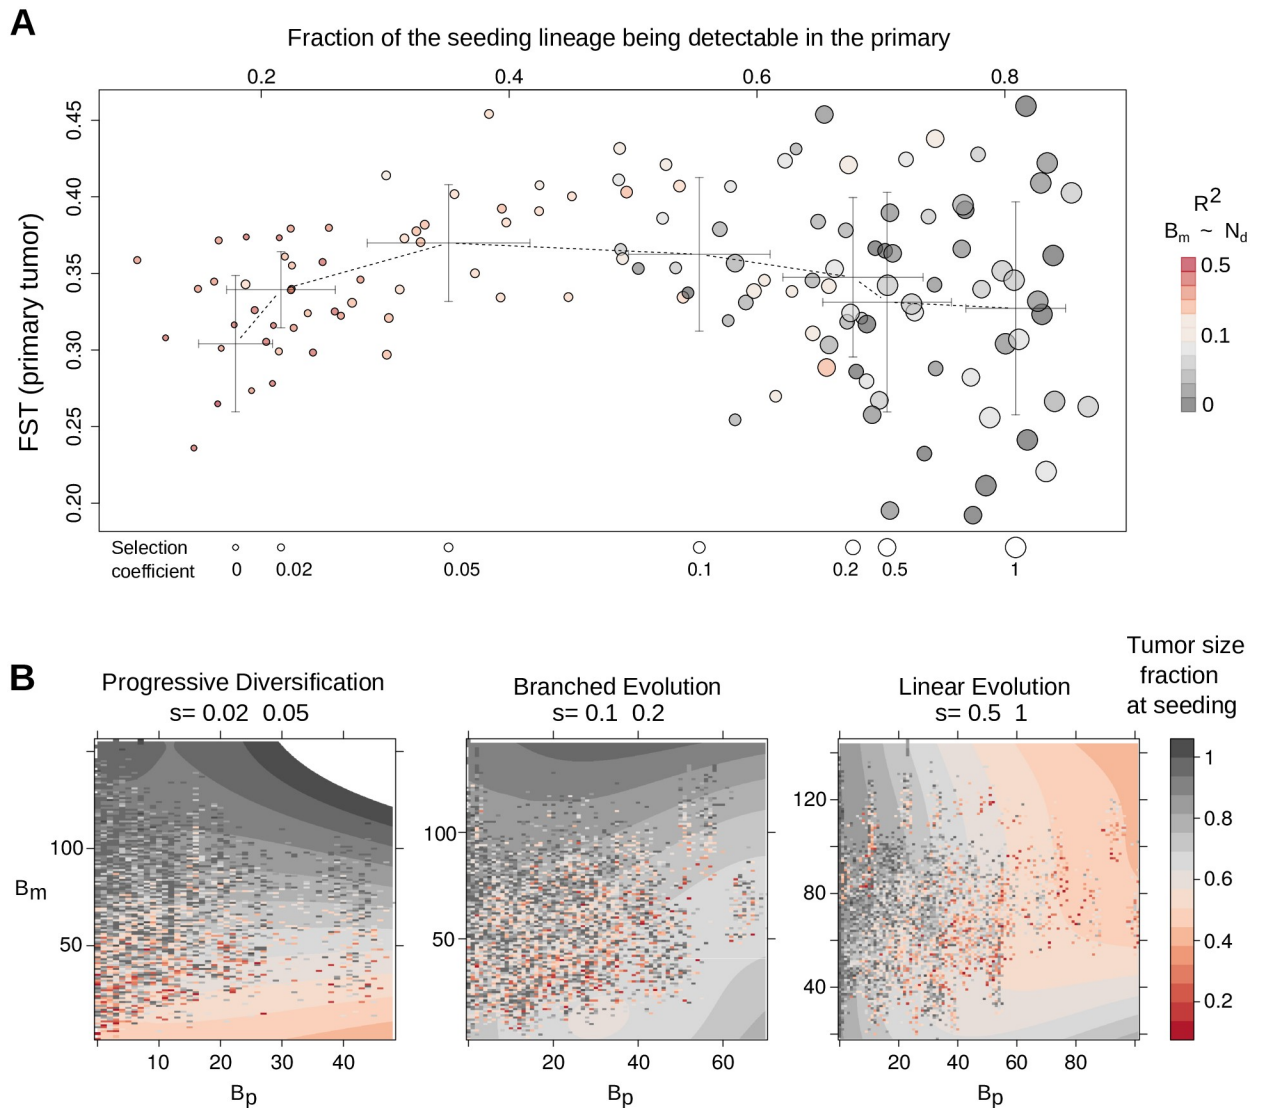 A
Fraction of the seeding lineage being detectable in the primary
0.2 0.4 0.6 0.8
FST (primary tumor)
0.45
0.40
0.35
0.30
0.25
0.20
R2
Bm ~ Nd
0.5
0.1
0
Selection
coefficient
0 0.02 0.05 0.1 0.2 0.5 1
B
Progressive Diversification
s= 0.02 0.05
Branched Evolution
s= 0.1 0.2
Linear Evolution
s= 0.5 1
Tumor size
fraction
at seeding
Bm
100
50
10 20 30 40
Bp
100
50
20 40 60
Bp
120
80
40
20 40 60 80
Bp
1
0.8
0.6
0.4
0.2